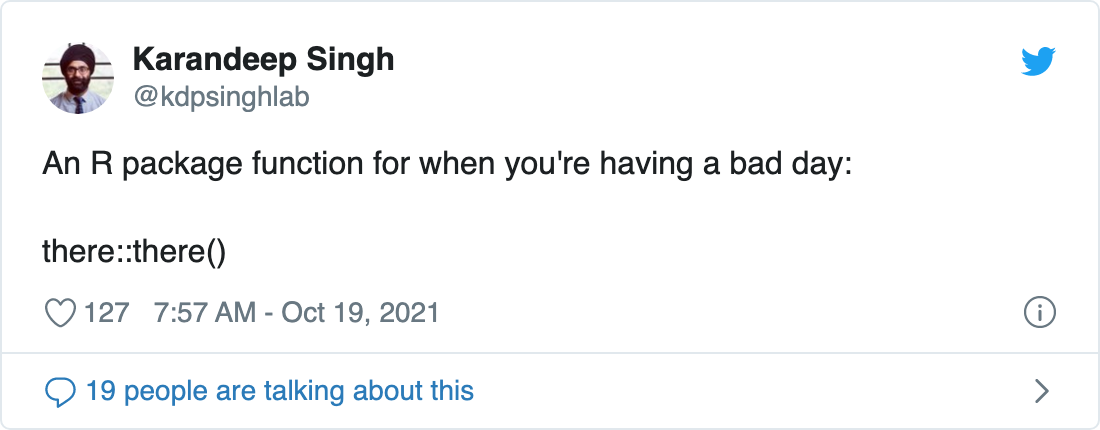 Karandeep Singh
@kdpsinghlab
An R package function for when you're having a bad day:
there::there()
127 7:57 AM - Oct 19, 2021
19 people are talking about this